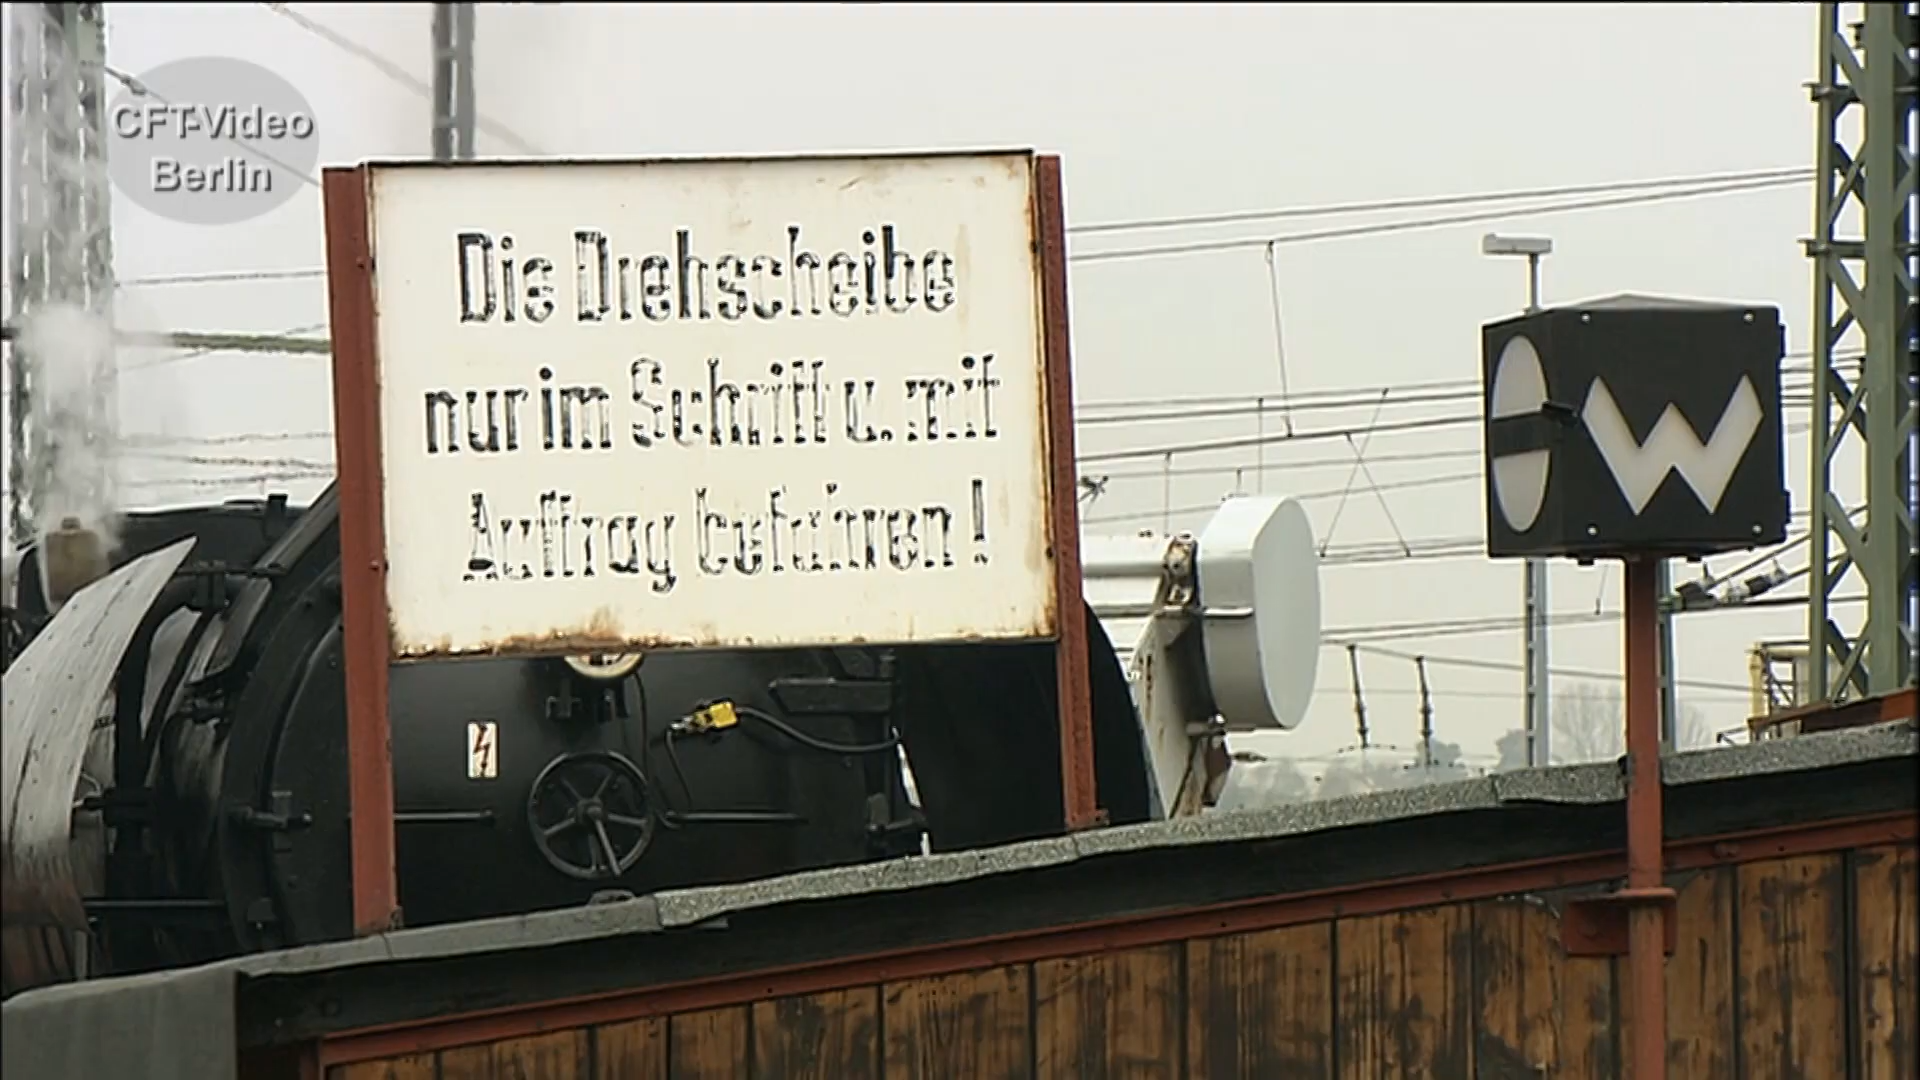 CFT-Video
Berlin
Die Drehscheibe
nur im Schritt u. mit
Auftrag befahren!
W